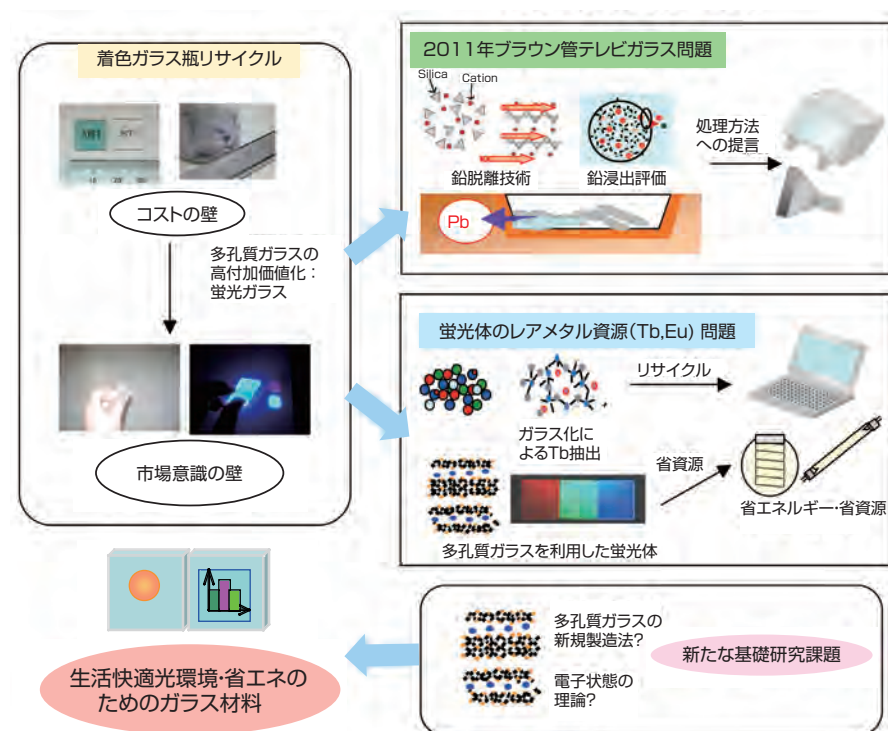 着色ガラス瓶リサイクル
コストの壁
多孔質ガラスの
高付加価値化：
蛍光ガラス
市場意識の壁
2011年ブラウン管テレビガラス問題
Silica
Cation
鉛脱離技術
鉛浸出評価
処理方法
への提言
Pb
蛍光体のレアメタル資源（Tb,Eu) 問題
リサイクル
ガラス化に
よるTb抽出
省資源
多孔質ガラスを利用した蛍光体
省エネルギー・省資源
多孔質ガラスの
新規製造法?
電子状態の
理論?
新たな基礎研究課題
生活快適光環境・省エネの
ためのガラス材料